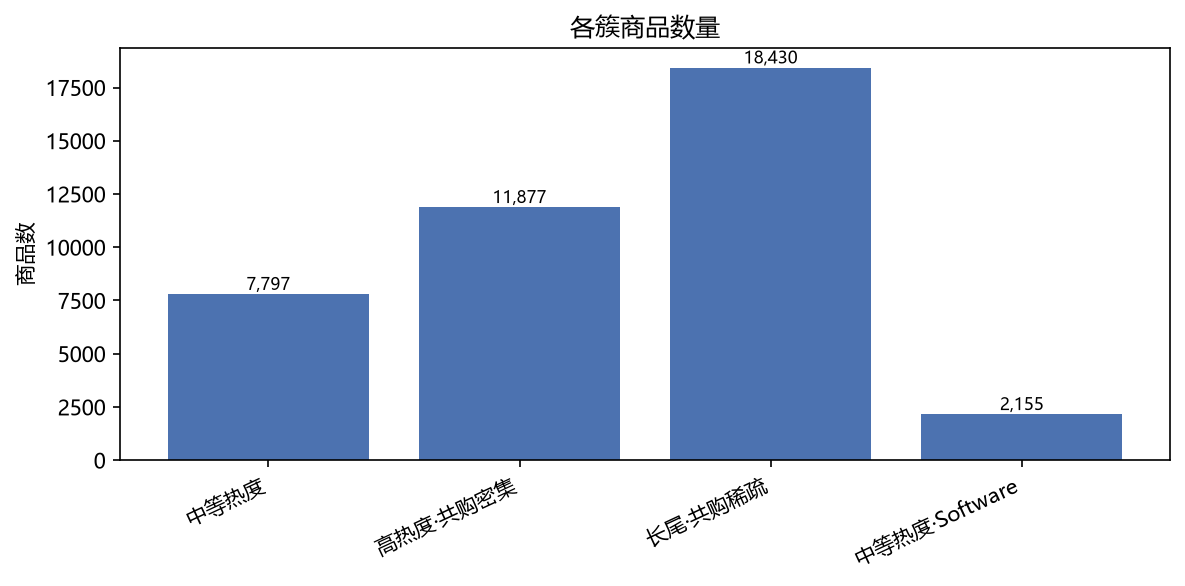 各簇商品数量
商品数
17500
15000
12500
10000
7500
5000
2500
0
7,797
11,877
18,430
2,155
中等热度
高热度·共购密集
长尾·共购稀疏
中等热度·Software